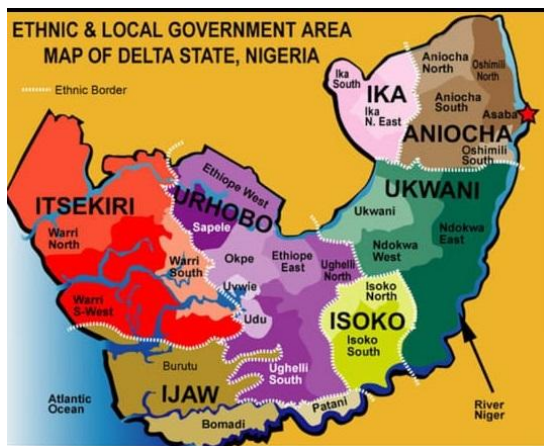 ETHNIC & LOCAL GOVERNMENT AREA
MAP OF DELTA STATE, NIGERIA
Ethnic Border
Ika
South
IKA
Ika
N. East
Aniocha
North
Oshimili North
Aniocha
South
Asaba
ANIOCHA
Oshimili
South
Ethiope West
URHOBO
Sapele
ITSEKIRI
Warri
North
Warri
South
Warri
S-West
Okpe
Uvwie
Udu
Ethiope
East
Ughelli
North
Ughelli
South
UKWANI
Ukwani
Ndokwa
West
Ndokwa
East
Isoko
North
ISOKO
Isoko
South
Burutu
IJAW
Bomadi
Patani
Atlantic
Ocean
River
Niger